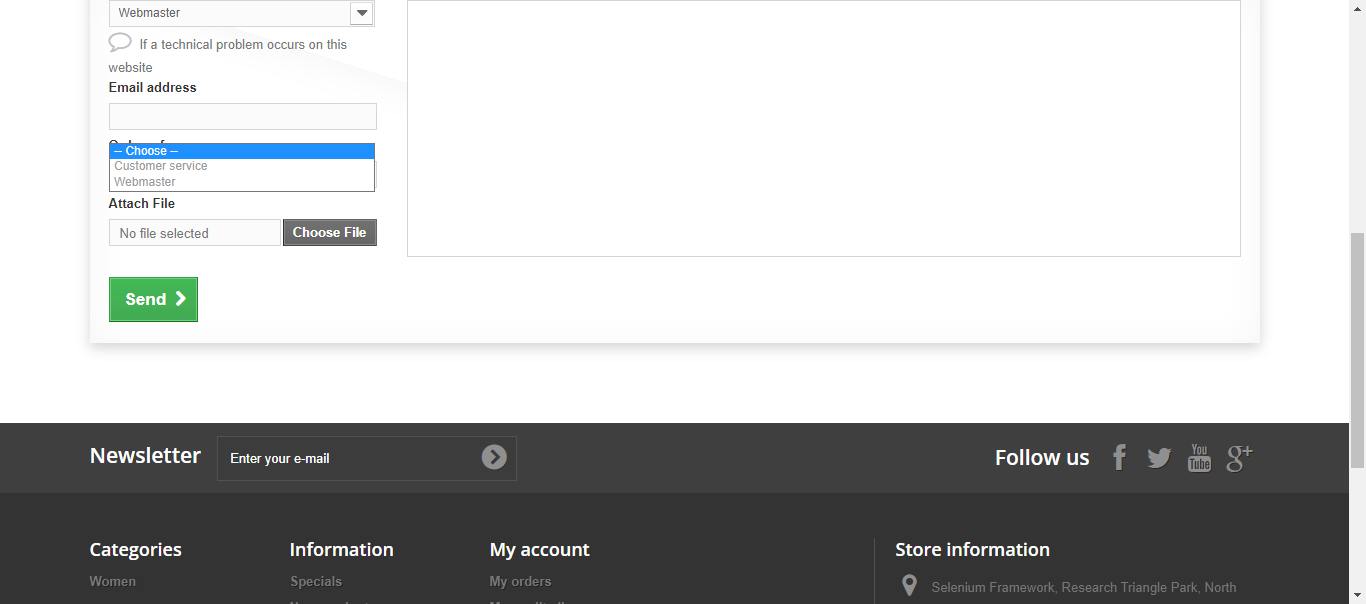 Webmaster
If a technical problem occurs on this
website
Email address
-- Choose --
Customer service
Webmaster
Attach File
No file selected
Choose File
Send
Newsletter
Enter your e-mail
Follow us
You
Tube
g+
Categories
Information
My account
Store information
Women
Specials
My orders
Selenium Framework, Research Triangle Park, North